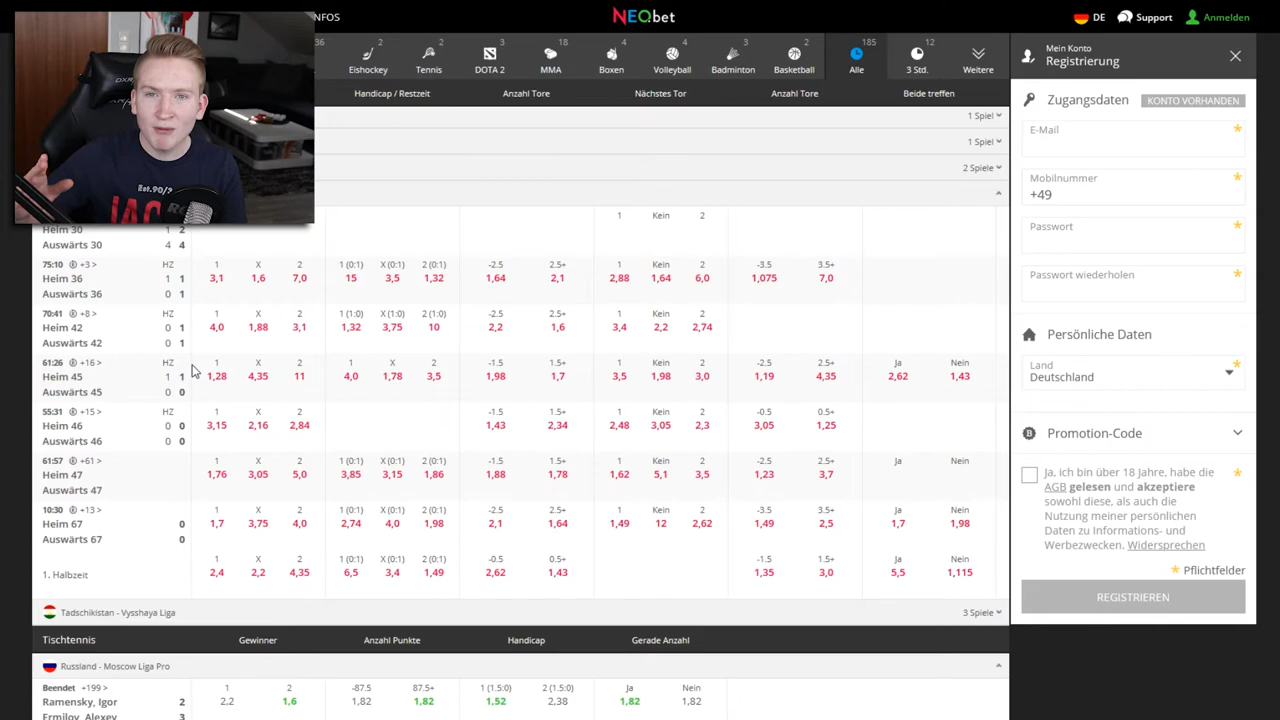 INFOS
NEO.bet
DE
Support
Anmelden
36
Eishockey
2
Tennis
3
DOTA 2
18
MMA
4
Boxen
4
Volleyball
3
Badminton
2
Basketball
185
Alle
12
3 Std.
Weitere
Handicap / Restzeit
Anzahl Tore
Nächstes Tor
Anzahl Tore
Beide treffen
1 Spiel
1 Spiel
2 Spiele
1 Kein 2
Heim 30 1 2
Auswärts 30 4 4
75:10 +3 > HZ 1 X 2 1 (0:1) X (0:1) 2 (0:1) -2.5 2.5+ 1 Kein 2 -3.5 3.5+
Heim 36 1 1 3,1 1,6 7,0 15 3,5 1,32 1,64 2,1 2,88 1,64 6,0 1,075 7,0
Auswärts 36 0 1
70:41 +8 > HZ 1 X 2 1 (1:0) X (1:0) 2 (1:0) -2.5 2.5+ 1 Kein 2
Heim 42 0 1 4,0 1,88 3,1 1,32 3,75 10 2,2 1,6 3,4 2,2 2,74
Auswärts 42 0 1
61:26 +16 > HZ 1 X 2 1 X 2 -1.5 1.5+ 1 Kein 2 -2.5 2.5+ Ja Nein
Heim 45 1 1 1,28 4,35 11 4,0 1,78 3,5 1,98 1,7 3,5 1,98 3,0 1,19 4,35 2,62 1,43
Auswärts 45 0 0
55:31 +15 > HZ 1 X 2 -1.5 1.5+ 1 Kein 2 -0.5 0.5+
Heim 46 0 0 3,15 2,16 2,84 1,43 2,34 2,48 3,05 2,3 3,05 1,25
Auswärts 46 0 0
61:57 +61 > 1 X 2 1 (0:1) X (0:1) 2 (0:1) -1.5 1.5+ 1 Kein 2 -2.5 2.5+ Ja Nein
Heim 47 1,76 3,05 5,0 3,85 3,15 1,86 1,88 1,78 1,62 5,1 3,5 1,23 3,7
Auswärts 47
10:30 +13 > 1 X 2 1 (0:1) X (0:1) 2 (0:1) -2.5 2.5+ 1 Kein 2 -3.5 3.5+ Ja Nein
Heim 67 0 1,7 3,75 4,0 2,74 4,0 1,98 2,1 1,64 1,49 12 2,62 1,49 2,5 1,7 1,98
Auswärts 67 0
1 X 2 1 (0:1) X (0:1) 2 (0:1) -0.5 0.5+ -1.5 1.5+ Ja Nein
1. Halbzeit 2,4 2,2 4,35 6,5 3,4 1,49 2,62 1,43 1,35 3,0 5,5 1,115
Tadschikistan - Vysshaya Liga 3 Spiele
Tischtennis Gewinner Anzahl Punkte Handicap Gerade Anzahl
Russland - Moscow Liga Pro
Beendet +199 > 1 2 -87.5 87.5+ 1 (1.5:0) 2 (1.5:0) Ja Nein
Ramensky, Igor 2 2,2 1,6 1,82 1,82 1,52 2,38 1,82 1,82
Ermilov, Alexey 3
Mein Konto
Registrierung
Zugangsdaten KONTO VORHANDEN
E-Mail *
Mobilnummer *
+49
Passwort *
Passwort wiederholen *
Persönliche Daten
Land *
Deutschland
Promotion-Code
Ja, ich bin über 18 Jahre, habe die *
AGB gelesen und akzeptiere
sowohl diese, als auch die
Nutzung meiner persönlichen
Daten zu Informations- und
Werbezwecken. Widersprechen
* Pflichtfelder
REGISTRIEREN